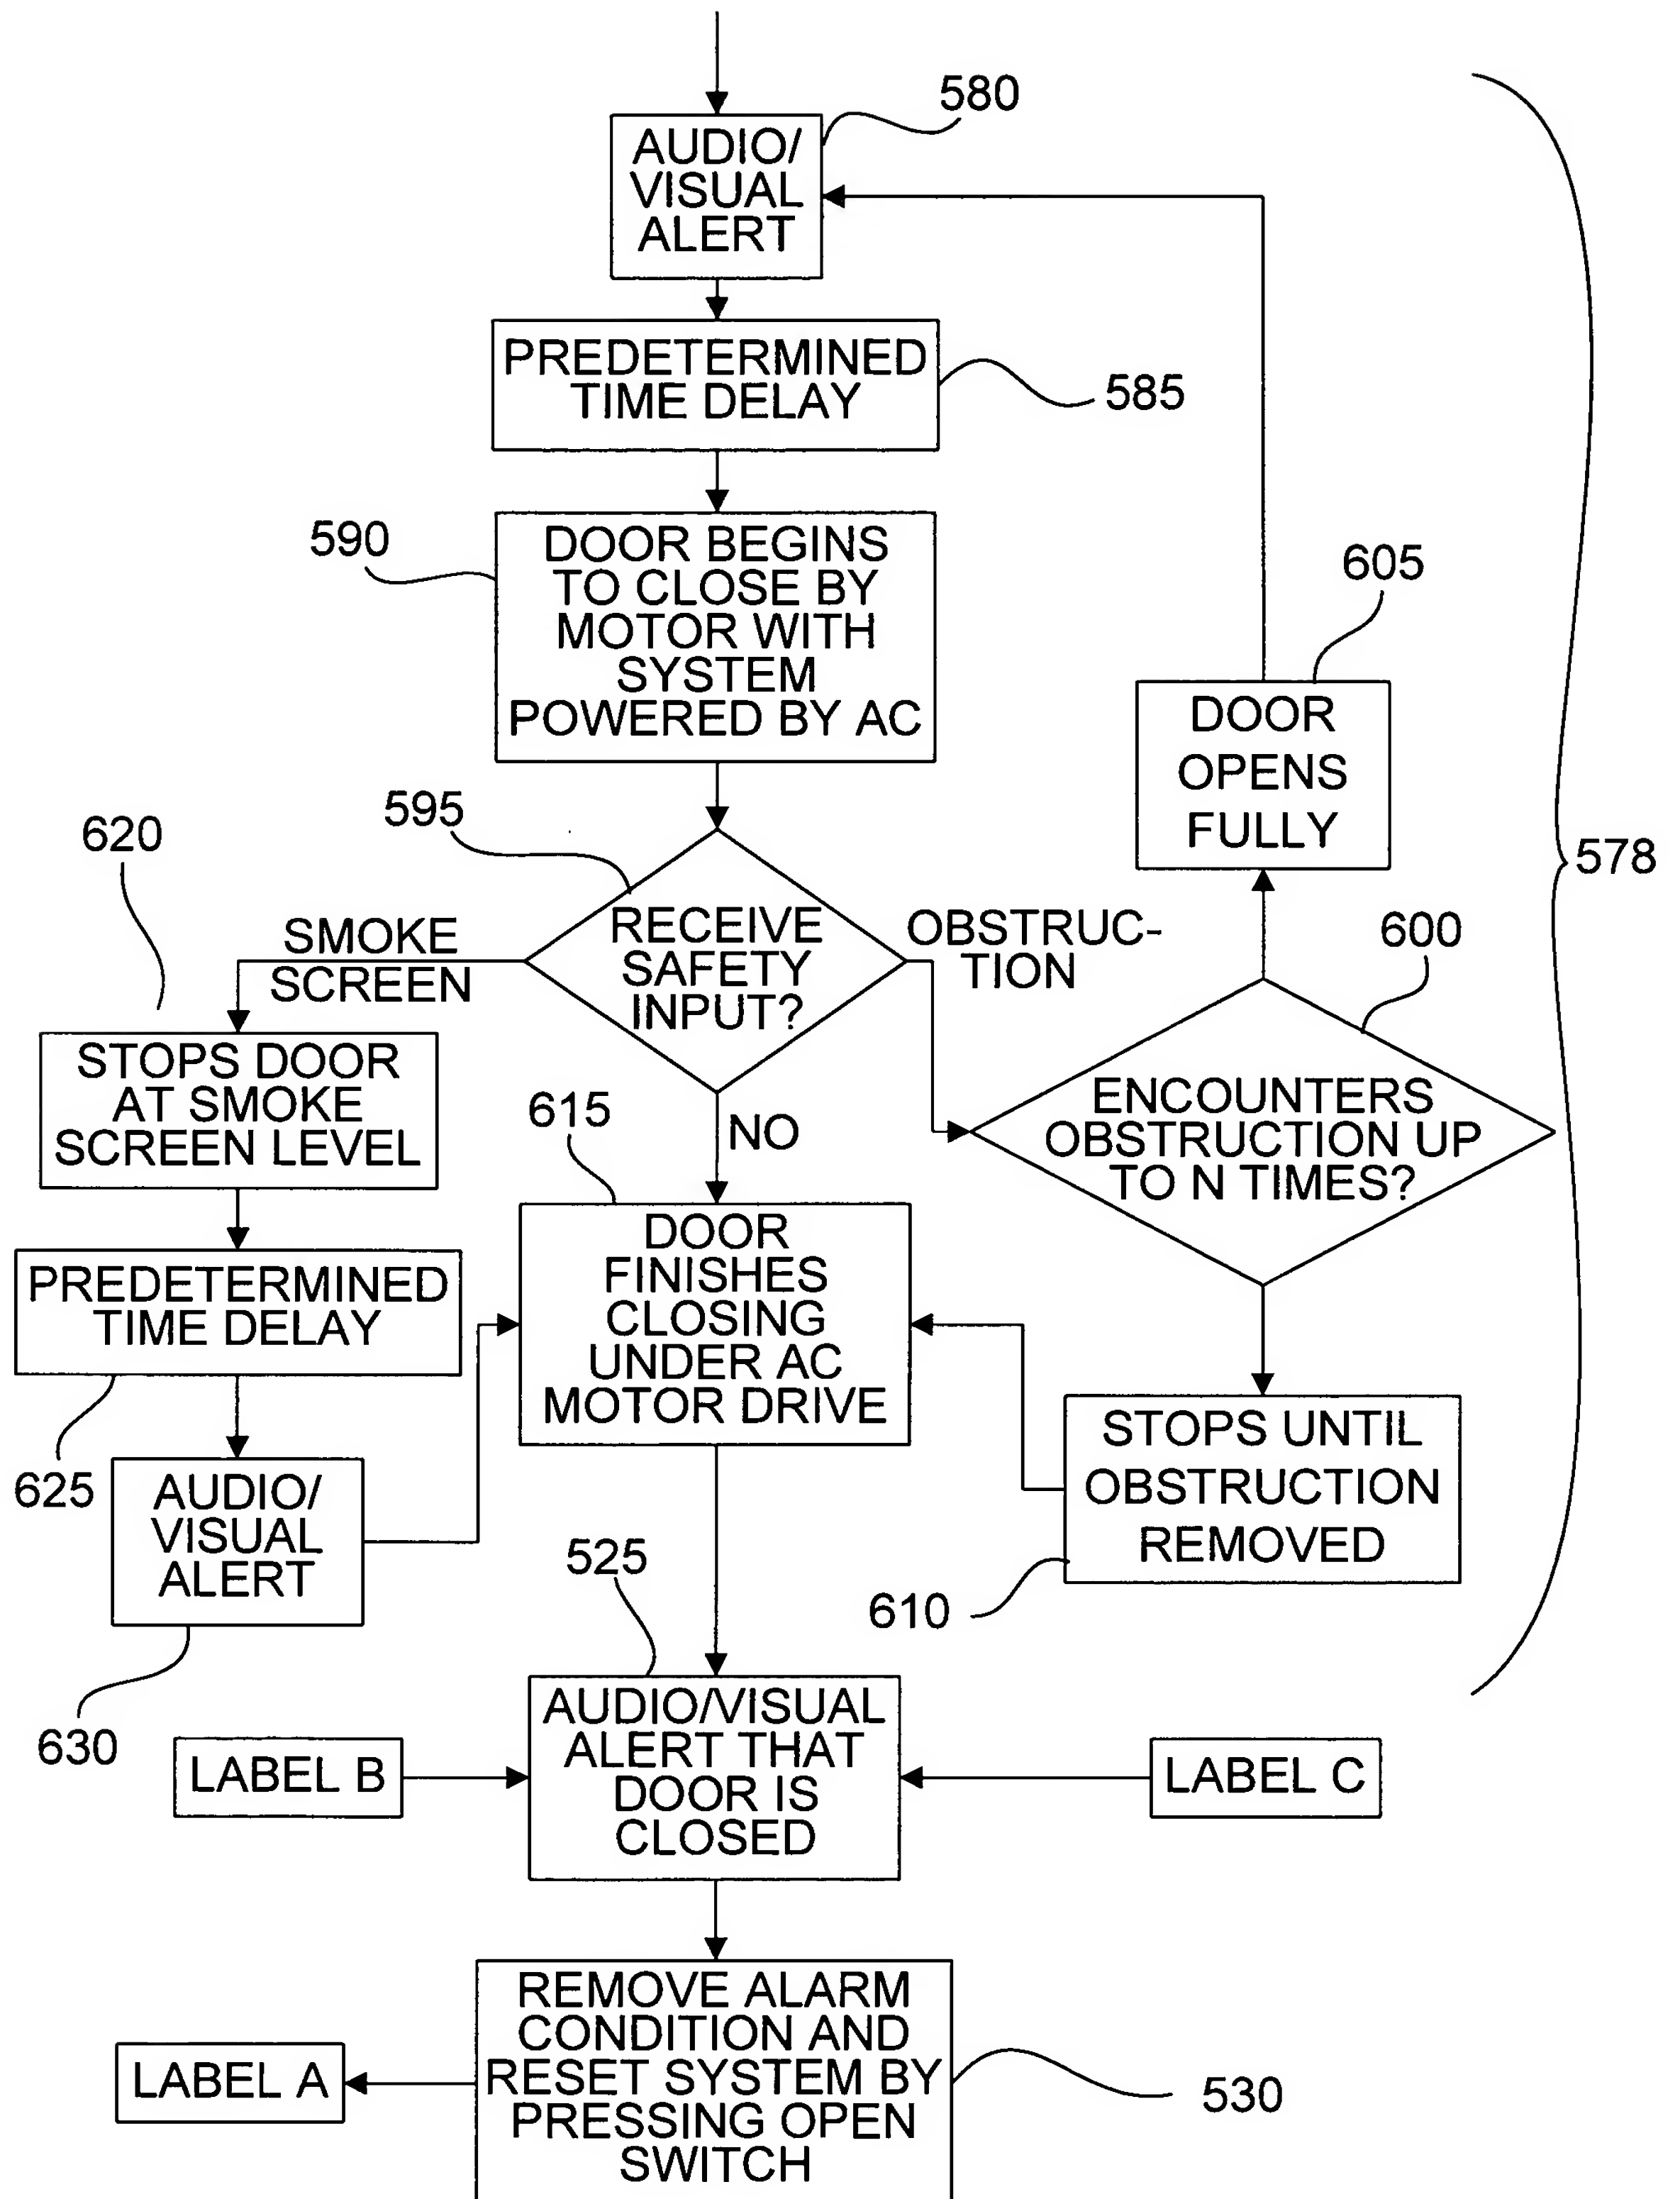 580
AUDIO/
VISUAL
ALERT
PREDETERMINED
TIME DELAY
585
590
DOOR BEGINS
TO CLOSE BY
MOTOR WITH
SYSTEM
POWERED BY AC
605
DOOR
OPENS
FULLY
578
595
620
RECEIVE
SAFETY
INPUT?
SMOKE
SCREEN
OBSTRUC-
TION
600
STOPS DOOR
AT SMOKE
SCREEN LEVEL
615
NO
ENCOUNTERS
OBSTRUCTION UP
TO N TIMES?
PREDETERMINED
TIME DELAY
625
DOOR
FINISHES
CLOSING
UNDER AC
MOTOR DRIVE
STOPS UNTIL
OBSTRUCTION
REMOVED
610
AUDIO/
VISUAL
ALERT
630
525
AUDIO/VISUAL
ALERT THAT
DOOR IS
CLOSED
LABEL B
LABEL C
REMOVE ALARM
CONDITION AND
RESET SYSTEM BY
PRESSING OPEN
SWITCH
530
LABEL A